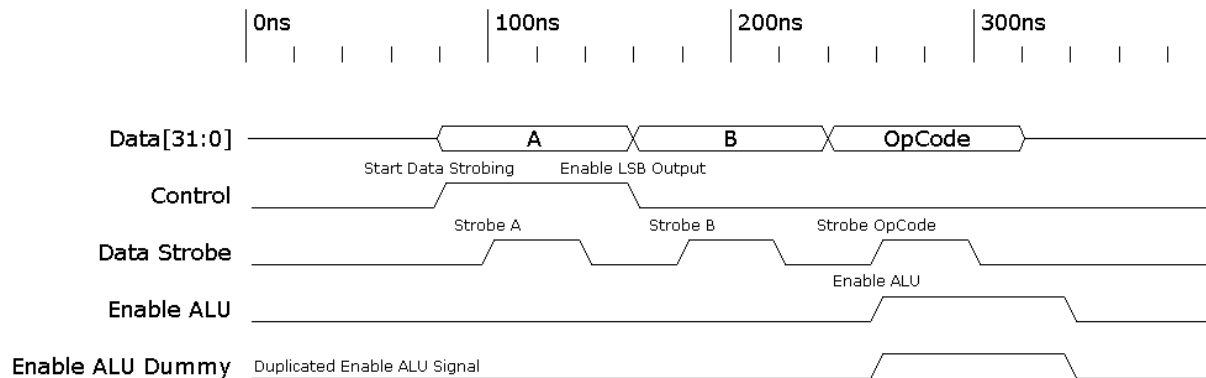 0ns 100ns 200ns 300ns
Data[31:0] A B OpCode
Start Data Strobing Enable LSB Output
Control
Strobe A Strobe B Strobe OpCode
Data Strobe
Enable ALU
Enable ALU
Enable ALU Dummy Duplicated Enable ALU Signal